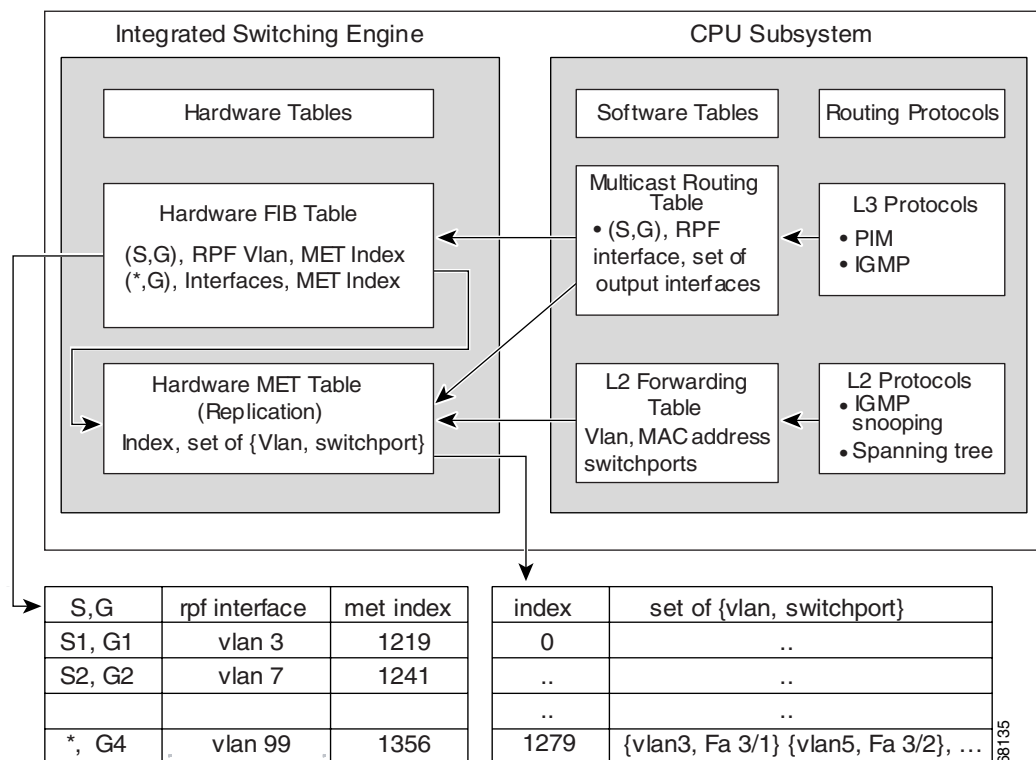 Integrated Switching Engine
CPU Subsystem
Hardware Tables
Software Tables
Routing Protocols
Hardware FIB Table
(S,G), RPF Vlan, MET Index
(*,G), Interfaces, MET Index
Multicast Routing
Table
• (S,G), RPF
interface, set of
output interfaces
L3 Protocols
• PIM
• IGMP
Hardware MET Table
(Replication)
Index, set of {Vlan, switchport}
L2 Forwarding
Table
Vlan, MAC address
switchports
L2 Protocols
• IGMP
snooping
• Spanning tree
S,G rpf interface met index
S1, G1 vlan 3 1219
S2, G2 vlan 7 1241
*, G4 vlan 99 1356
index set of {vlan, switchport}
0 ..
.. ..
.. ..
1279 {vlan3, Fa 3/1} {vlan5, Fa 3/2}, ...
68135